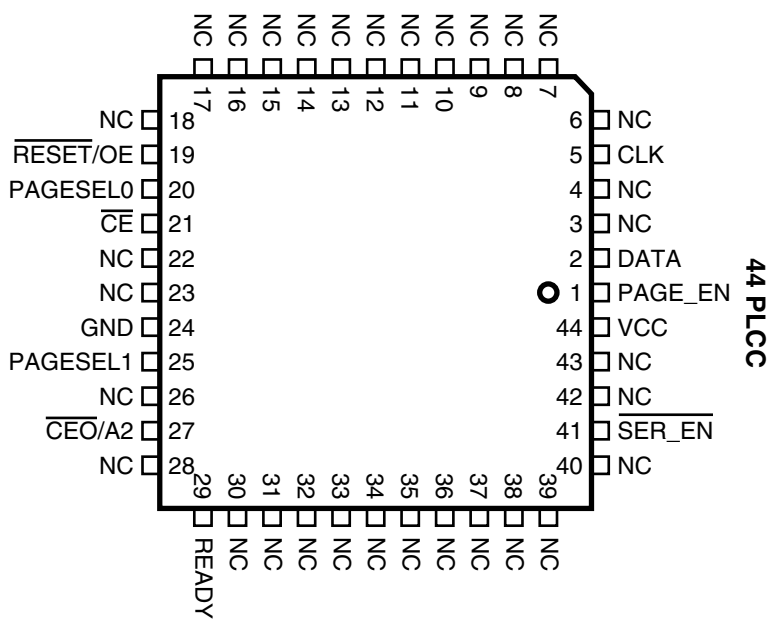 NC NC NC NC NC NC NC NC NC NC NC
17 16 15 14 13 12 11 10 9 8 7
NC 18
RESET/OE 19
PAGESEL0 20
CE 21
NC 22
NC 23
GND 24
PAGESEL1 25
NC 26
CEO/A2 27
NC 28
6 NC
5 CLK
4 NC
3 NC
2 DATA
1 PAGE_EN
44 VCC
43 NC
42 NC
41 SER_EN
40 NC
44 PLCC
29 30 31 32 33 34 35 36 37 38 39
READY NC NC NC NC NC NC NC NC NC NC